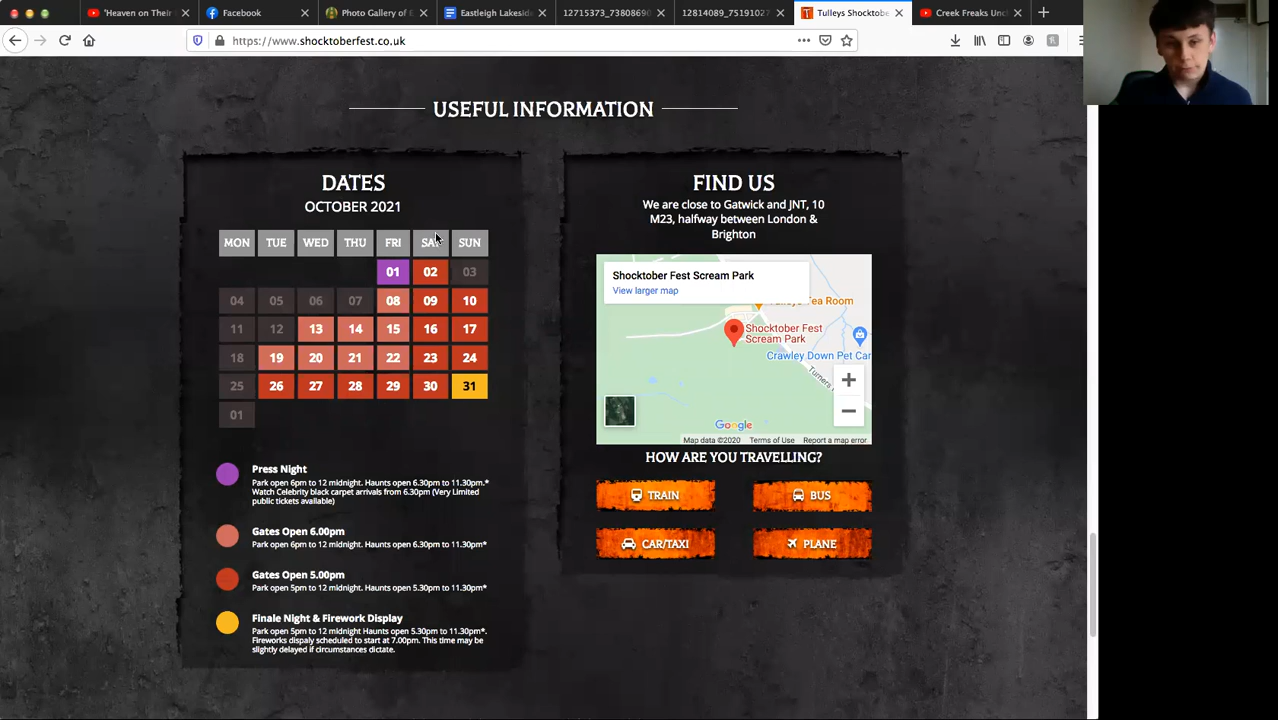 'Heaven on Their
Facebook
Photo Gallery of E
Eastleigh Lakeside
12715373_7380869
12814089_7519102
Tulleys Shocktobe
Creek Freaks Unc
https://www.shocktoberfest.co.uk
USEFUL INFORMATION
DATES
OCTOBER 2021
MON TUE WED THU FRI SAT SUN
01 02 03
04 05 06 07 08 09 10
11 12 13 14 15 16 17
18 19 20 21 22 23 24
25 26 27 28 29 30 31
01
Press Night
Park open 6pm to 12 midnight. Haunts open 6.30pm to 11.30pm.*
Watch Celebrity black carpet arrivals from 6.30pm (Very Limited
public tickets available)
Gates Open 6.00pm
Park open 6pm to 12 midnight. Haunts open 6.30pm to 11.30pm*
Gates Open 5.00pm
Park open 5pm to 12 midnight. Haunts open 5.30pm to 11.30pm*
Finale Night & Firework Display
Park open 5pm to 12 midnight Haunts open 5.30pm to 11.30pm*.
Fireworks dispaly scheduled to start at 7.00pm. This time may be
slightly delayed if circumstances dictate.
FIND US
We are close to Gatwick and JNT, 10
M23, halfway between London &
Brighton
Shocktober Fest Scream Park
View larger map
Tulleys Tea Room
Shocktober Fest
Scream Park
Crawley Down Pet Car
Turners
Google
Map data ©2020 Terms of Use Report a map error
HOW ARE YOU TRAVELLING?
TRAIN
BUS
CAR/TAXI
PLANE